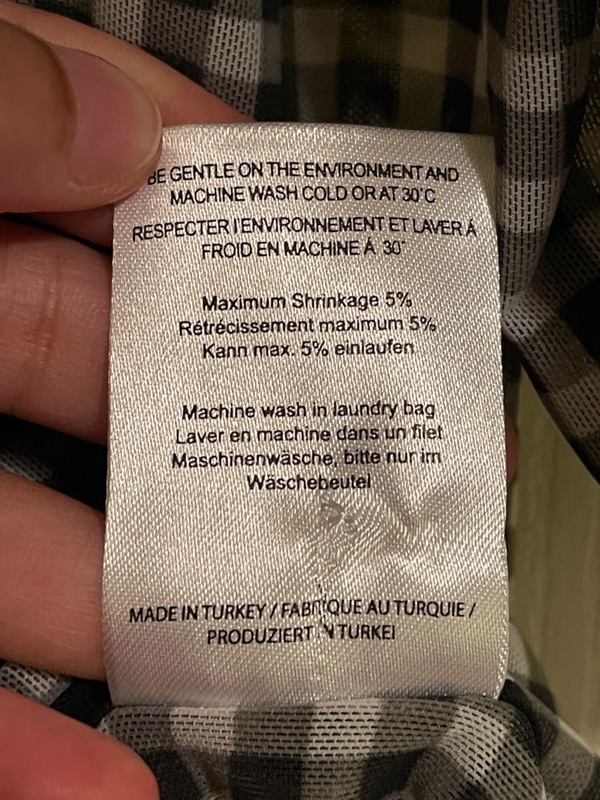 BE GENTLE ON THE ENVIRONMENT AND
MACHINE WASH COLD OR AT 30°C
RESPECTER l'ENVIRONNEMENT ET LAVER À
FROID EN MACHINE Á 30°
Maximum Shrinkage 5%
Rétrécissement maximum 5%
Kann max. 5% einlaufen
Machine wash in laundry bag
Laver en machine dans un filet
Maschinenwäsche, bitte nur im
Wäschebeutel
MADE IN TURKEY / FABRIQUE AU TURQUIE /
PRODUZIERT IN TURKEI